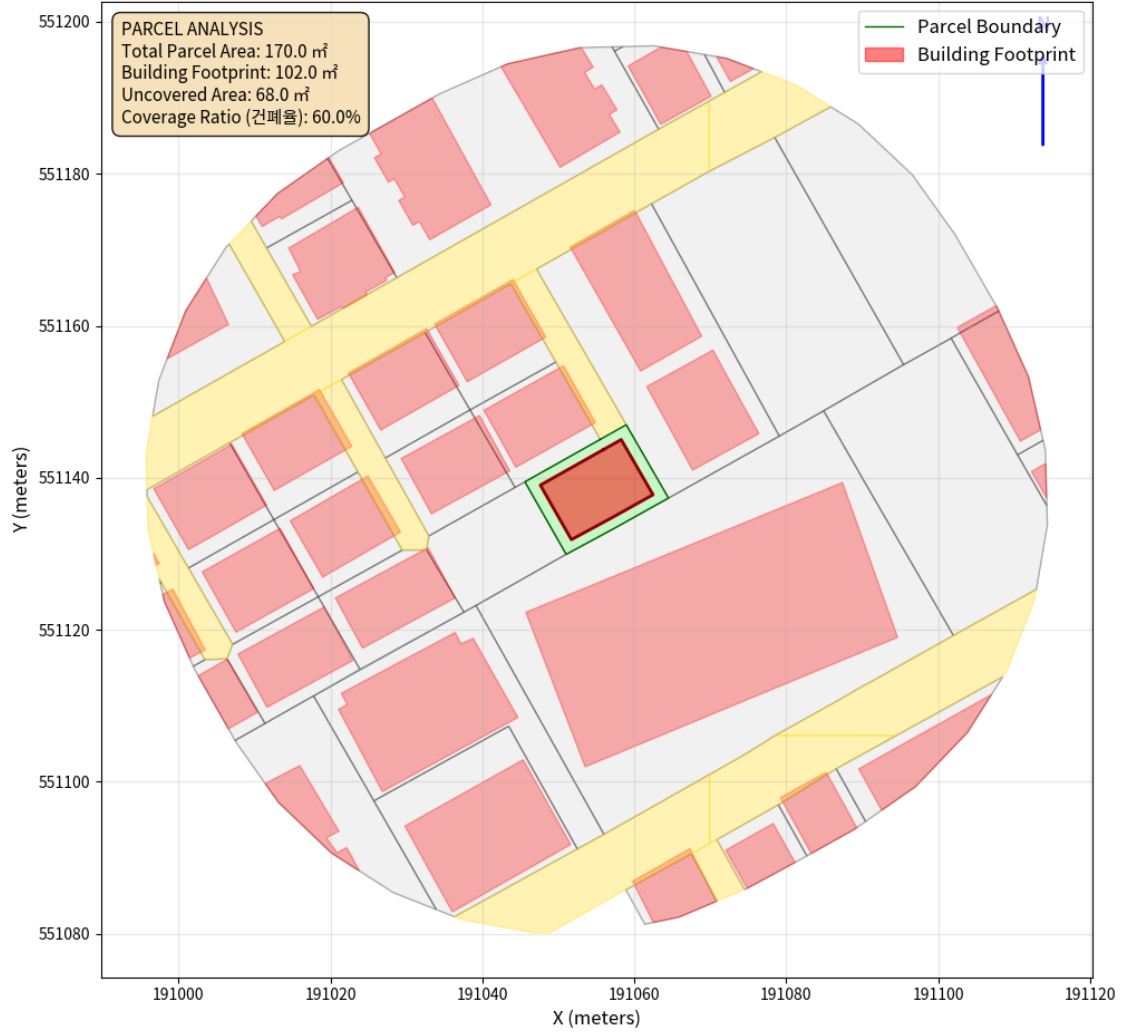 551200
551180
551160
551140
551120
551100
551080
191000
191020
191040
191060
191080
191100
191120
X (meters)
Y (meters)
PARCEL ANALYSIS
Total Parcel Area: 170.0 ㎡
Building Footprint: 102.0 ㎡
Uncovered Area: 68.0 ㎡
Coverage Ratio (건폐율): 60.0%
Parcel Boundary
Building Footprint
N